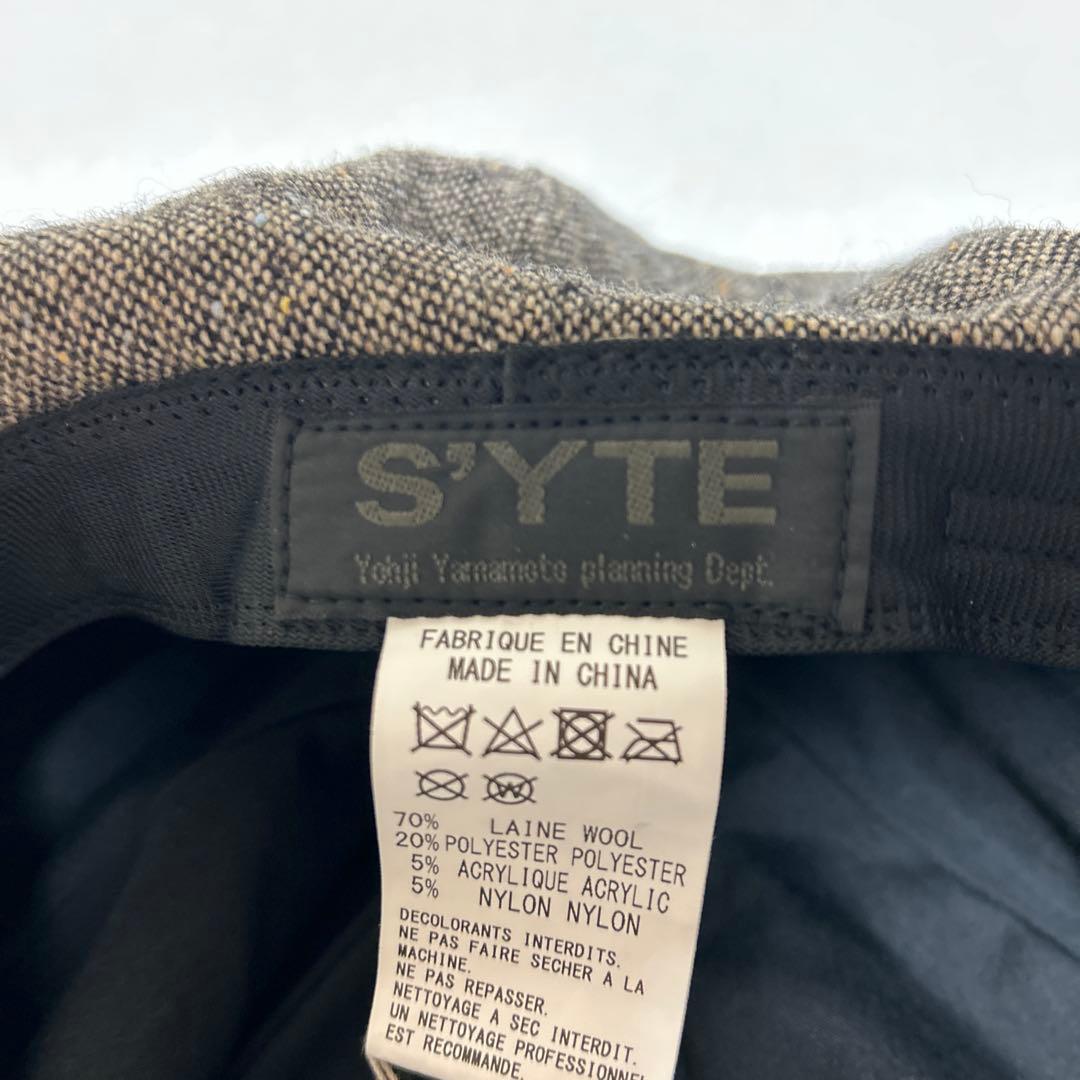 S'YTE
Yohji Yamamoto planning Dept.
FABRIQUE EN CHINE
MADE IN CHINA
W
70% LAINE WOOL
20% POLYESTER POLYESTER
5% ACRYLIQUE ACRYLIC
5% NYLON NYLON
DECOLORANTS INTERDITS.
NE PAS FAIRE SECHER A LA
MACHINE.
NE PAS REPASSER.
NETTOYAGE A SEC INTERDIT.
UN NETTOYAGE PROFESSIONNEL
EST RECOMMANDE.